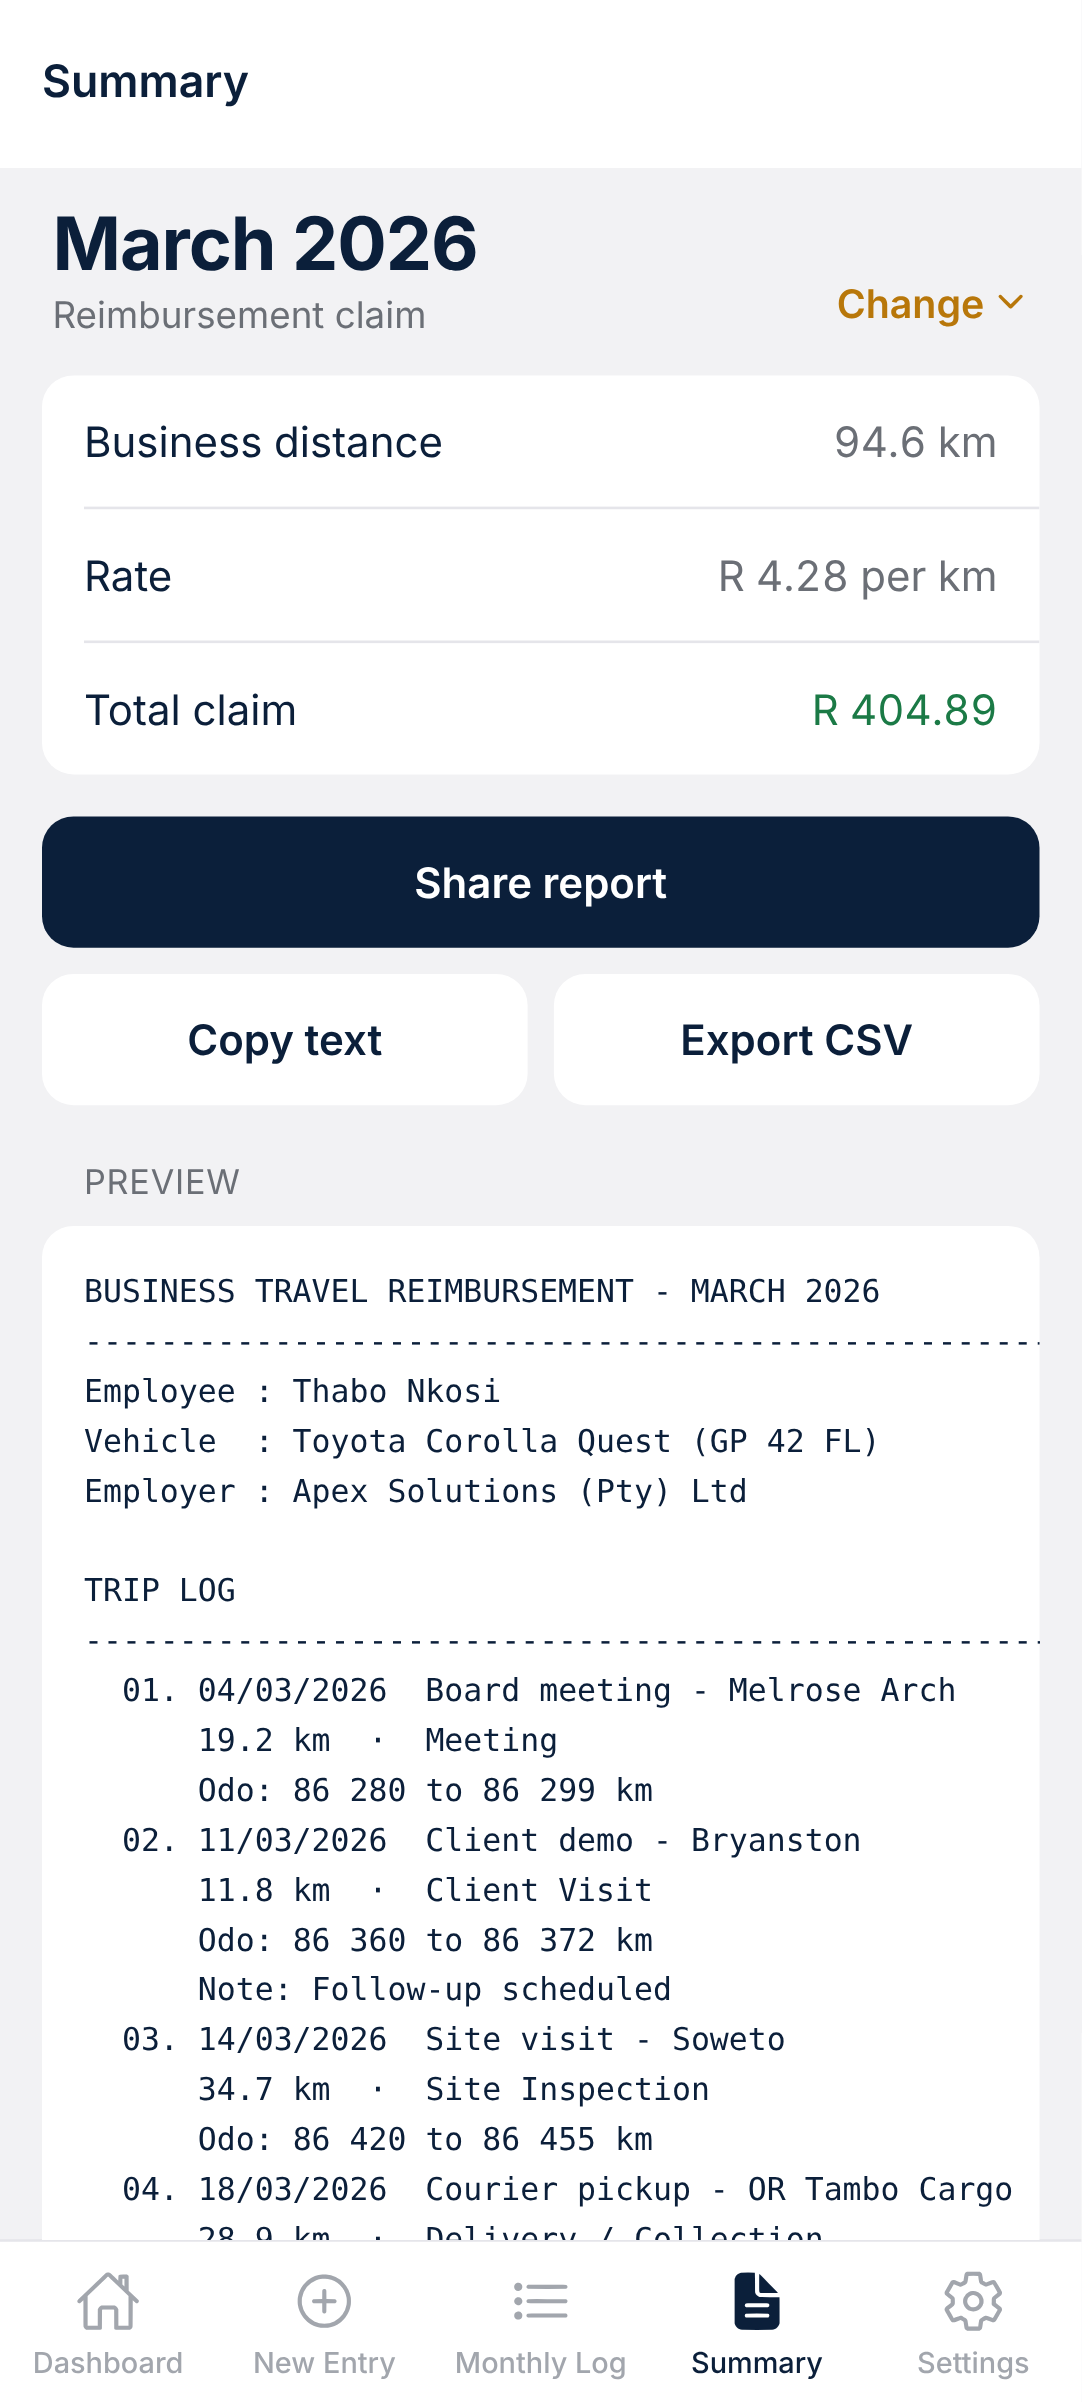 Summary
March 2026
Reimbursement claim
Change
Business distance 94.6 km
Rate R 4.28 per km
Total claim R 404.89
Share report
Copy text Export CSV
PREVIEW
BUSINESS TRAVEL REIMBURSEMENT - MARCH 2026
--------------------------------------------------
Employee : Thabo Nkosi
Vehicle  : Toyota Corolla Quest (GP 42 FL)
Employer : Apex Solutions (Pty) Ltd
TRIP LOG
--------------------------------------------------
01. 04/03/2026  Board meeting - Melrose Arch
19.2 km  ·  Meeting
Odo: 86 280 to 86 299 km
02. 11/03/2026  Client demo - Bryanston
11.8 km  ·  Client Visit
Odo: 86 360 to 86 372 km
Note: Follow-up scheduled
03. 14/03/2026  Site visit - Soweto
34.7 km  ·  Site Inspection
Odo: 86 420 to 86 455 km
04. 18/03/2026  Courier pickup - OR Tambo Cargo
28.9 km  ·  Delivery / Collection
Dashboard New Entry Monthly Log Summary Settings